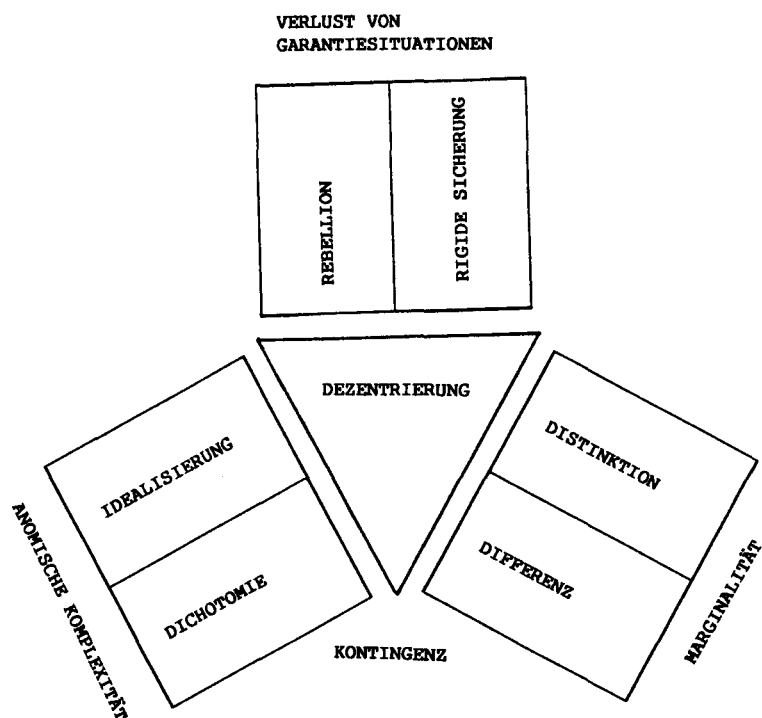 VERLUST VON
GARANTIESITUATIONEN
REBELLION
RIGIDE SICHERUNG
DEZENTRIERUNG
IDEALISIERUNG
DICHOTOMIE
ANOMISCHE KOMPLEXITÄT
DISTINKTION
DIFFERENZ
MARGINALITÄT
KONTINGENZ